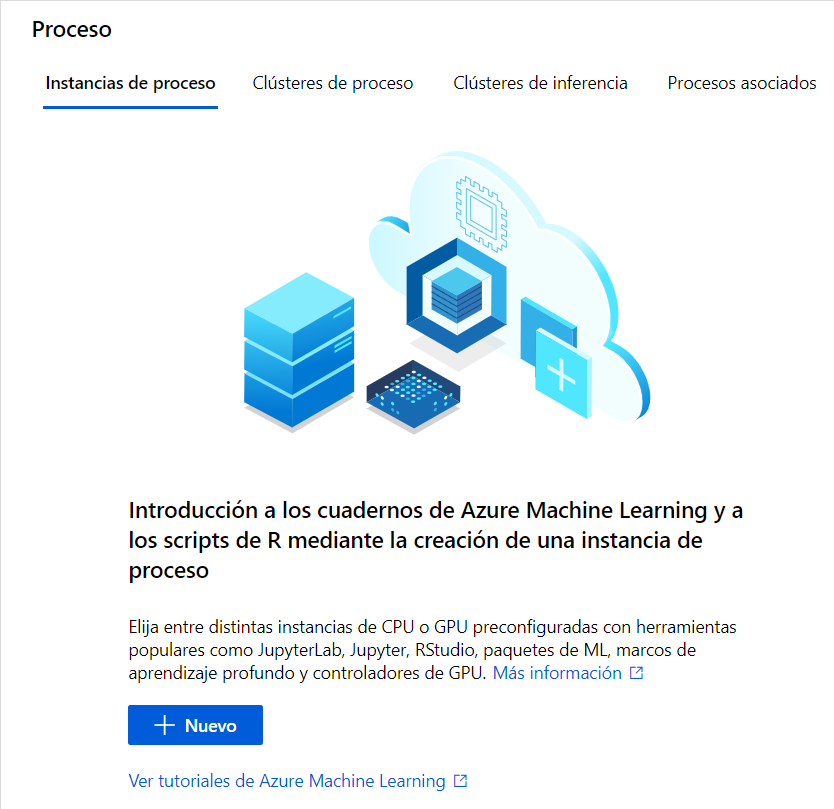 Proceso
Instancias de proceso
Clústeres de proceso
Clústeres de inferencia
Procesos asociados
Introducción a los cuadernos de Azure Machine Learning y a
los scripts de R mediante la creación de una instancia de
proceso
Elija entre distintas instancias de CPU o GPU preconfiguradas con herramientas
populares como JupyterLab, Jupyter, RStudio, paquetes de ML, marcos de
aprendizaje profundo y controladores de GPU. Más información
Nuevo
Ver tutoriales de Azure Machine Learning